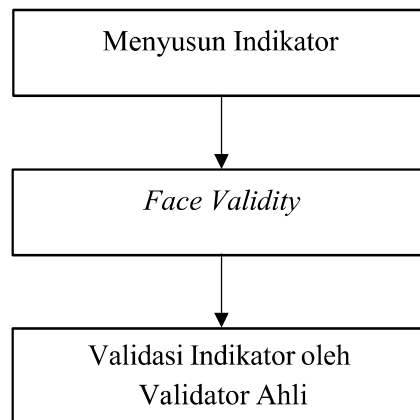 Menyusun Indikator
Face Validity
Validasi Indikator oleh
Validator Ahli